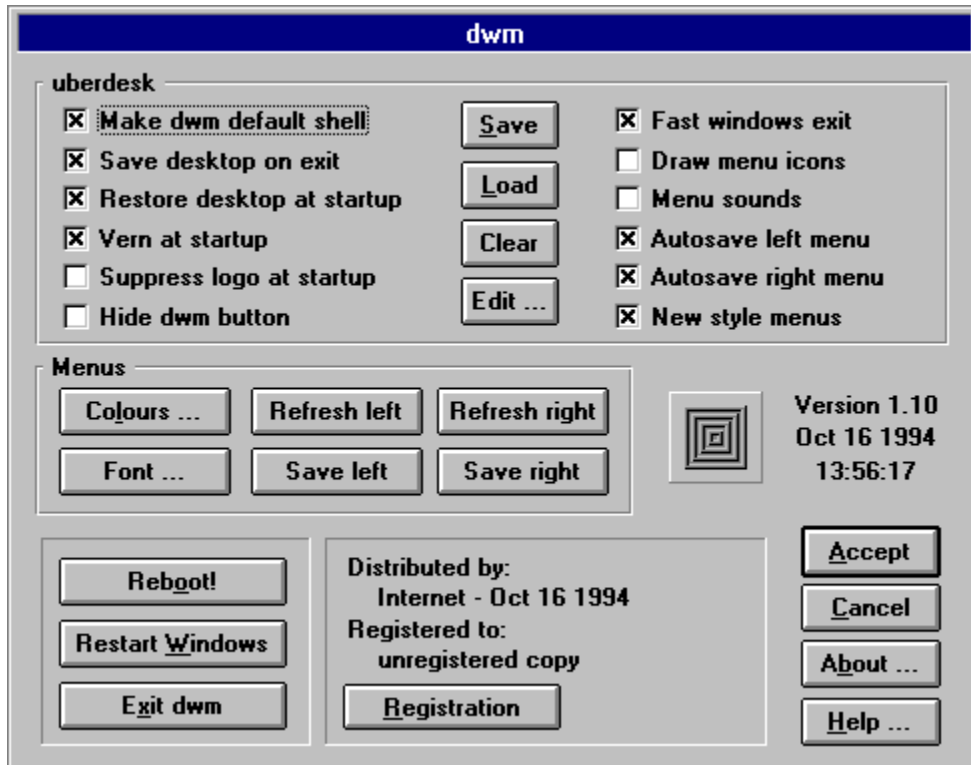 dwm
uberdesk
Make dwm default shell
Save desktop on exit
Restore desktop at startup
Vern at startup
Suppress logo at startup
Hide dwm button
Save
Load
Clear
Edit ...
Fast windows exit
Draw menu icons
Menu sounds
Autosave left menu
Autosave right menu
New style menus
Menus
Colours ...
Refresh left
Refresh right
Font ...
Save left
Save right
Version 1.10
Oct 16 1994
13:56:17
Reboot!
Restart Windows
Exit dwm
Distributed by:
Internet - Oct 16 1994
Registered to:
unregistered copy
Registration
Accept
Cancel
About ...
Help ...